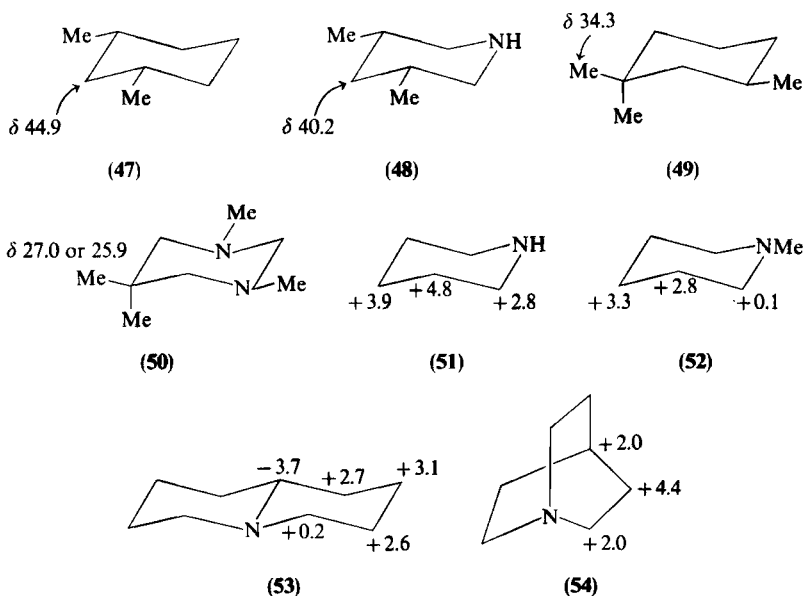 Me
Me
δ 44.9
(47)
Me
NH
Me
δ 40.2
(48)
δ 34.3
Me
Me
Me
(49)
Me
δ 27.0 or 25.9
N
Me
N
Me
Me
(50)
NH
+ 3.9
+ 4.8
+ 2.8
(51)
NMe
+ 3.3
+ 2.8
+ 0.1
(52)
− 3.7
+ 2.7
+ 3.1
N
+ 0.2
+ 2.6
(53)
+ 2.0
+ 4.4
N
+ 2.0
(54)